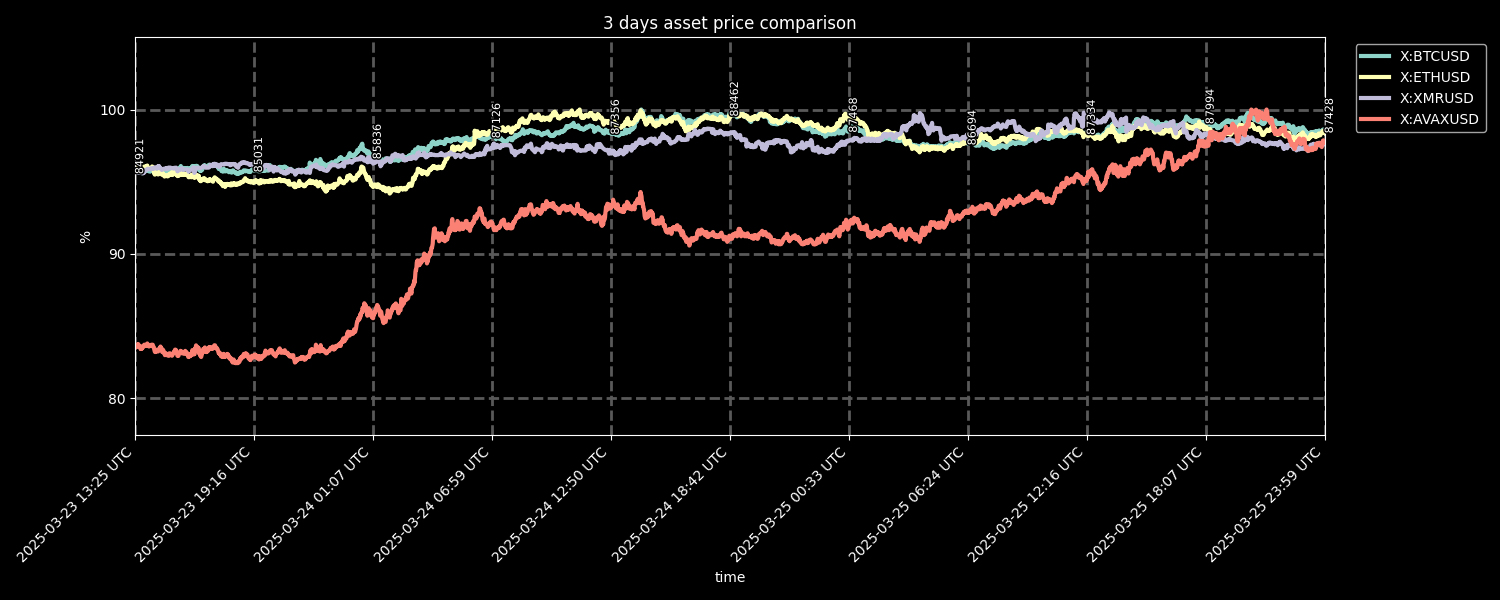 3 days asset price comparison
X:BTCUSD
X:ETHUSD
X:XMRUSD
X:AVAXUSD
100
90
80
%
84921
85031
85836
87126
87356
88462
87468
86694
87334
87994
87428
2025-03-23 13:25 UTC
2025-03-23 19:16 UTC
2025-03-24 01:07 UTC
2025-03-24 06:59 UTC
2025-03-24 12:50 UTC
2025-03-24 18:42 UTC
2025-03-25 00:33 UTC
2025-03-25 06:24 UTC
2025-03-25 12:16 UTC
2025-03-25 18:07 UTC
2025-03-25 23:59 UTC
time